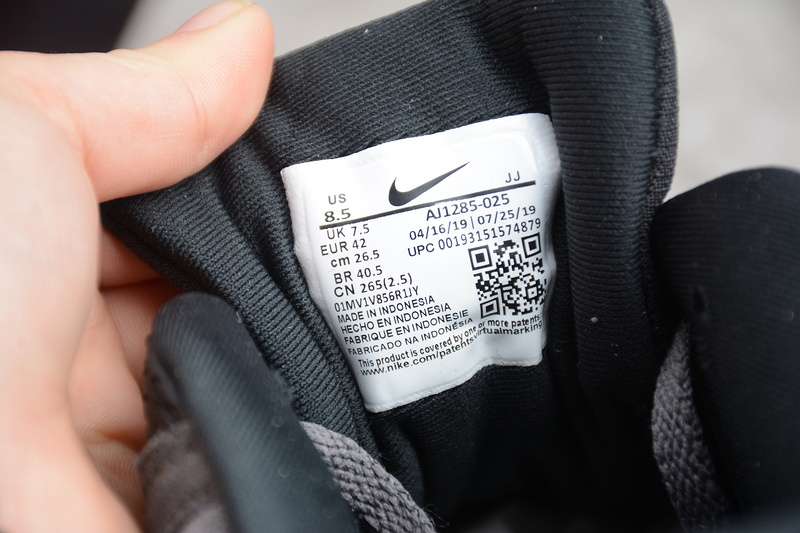 US
8.5
JJ
UK 7.5
EUR 42
cm 26.5
BR 40.5
CN 265(2.5)
AJ1285-025
04/16/19 | 07/25/19
UPC 00193151574879
01MV1V856R1JY
MADE IN INDONESIA
HECHO EN INDONESIA
FABRIQUE EN INDONESIE
FABRICADO NA INDONÉSIA
This product is covered by one or more patents.
www.nike.com/patentsvirtualmarking